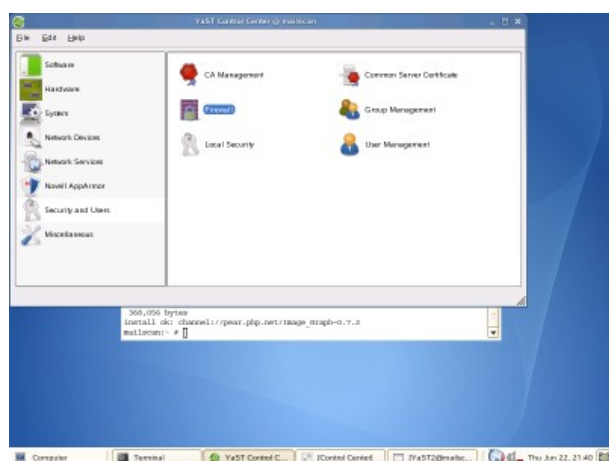 YaST Control Center @ mailscan
File Edit Help
Software
Hardware
System
Network Devices
Network Services
Novell AppArmor
Security and Users
Miscellaneous
CA Management
Common Server Certificate
Firewall
Group Management
Local Security
User Management
368,056 bytes
install ok: channel://pear.php.net/Image_Graph-0.7.2
mailscan:~ #
Computer
Terminal
YaST Control C...
[Control Center]
[YaST2@mailsc...
Thu Jun 22, 21:40